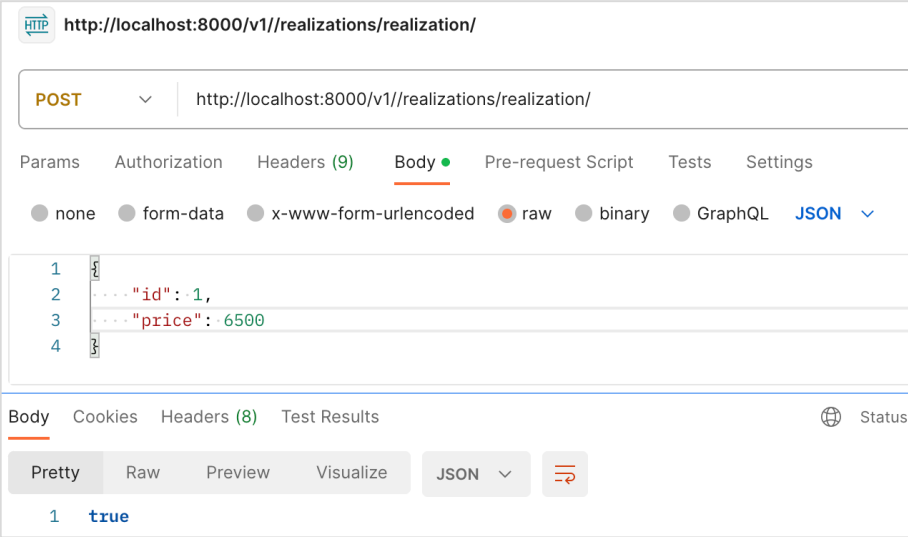 HTTP http://localhost:8000/v1//realizations/realization/
POST http://localhost:8000/v1//realizations/realization/
Params Authorization Headers (9) Body Pre-request Script Tests Settings
none form-data x-www-form-urlencoded raw binary GraphQL JSON
1 {
2 "id": 1,
3 "price": 6500
4 }
Body Cookies Headers (8) Test Results Status
Pretty Raw Preview Visualize JSON
1 true